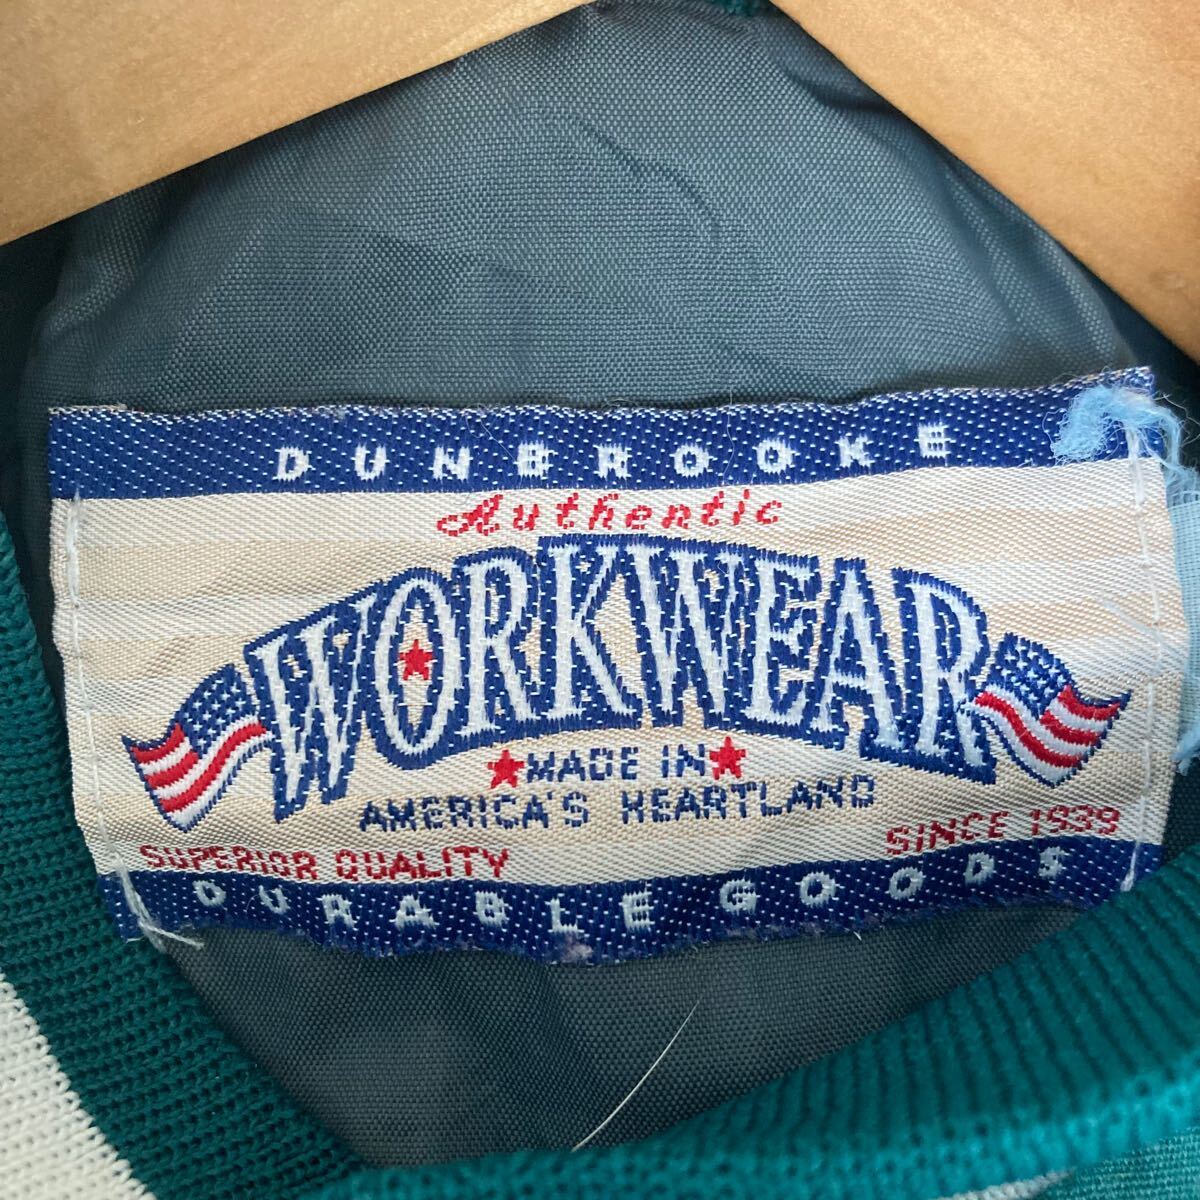 DUNBROOKE
Authentic
WORKWEAR
MADE IN
AMERICA'S HEARTLAND
SUPERIOR QUALITY
SINCE 1939
DURABLE GOODS